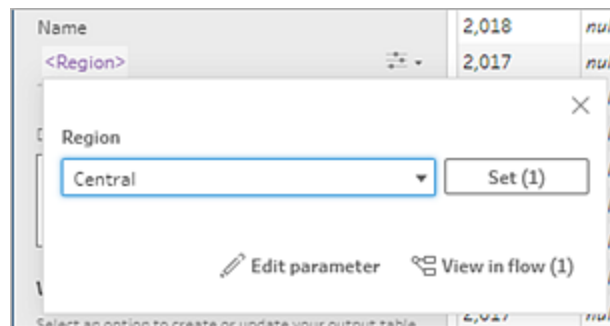 Name
2,018
<Region>
2,017
Region
Central
Set (1)
Edit parameter
View in flow (1)
Select an option to create or update your output table
2,017